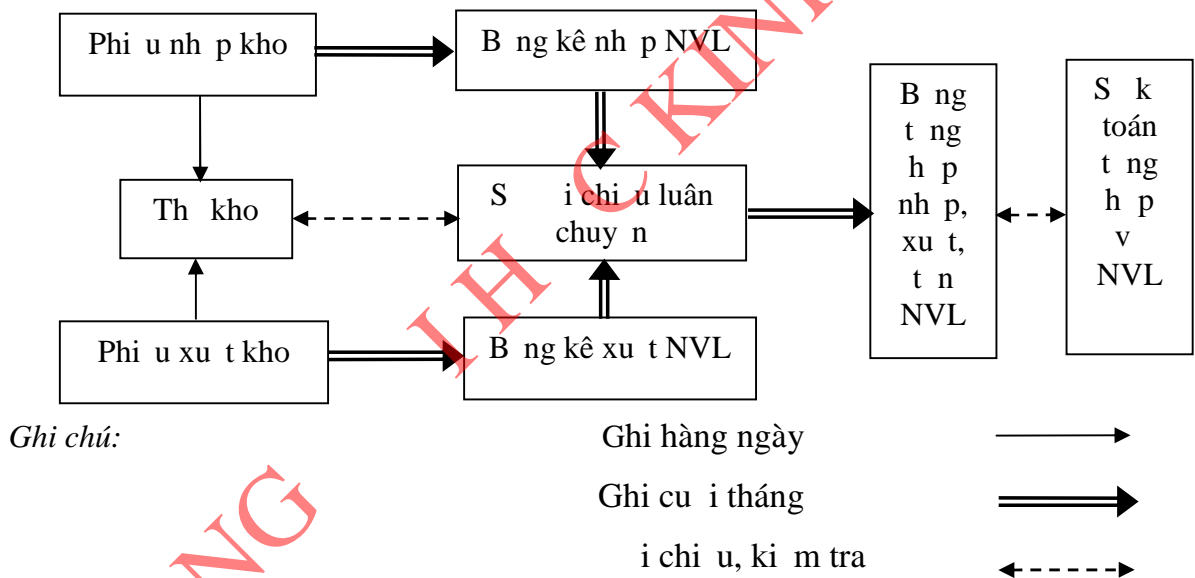 Phi u nh p kho
B ng kê nh p NVL
B ng
t ng
h p
nh p,
xu t,
t n
NVL
S k
toán
t ng
h p
v
NVL
Th kho
S i chi u luân
chuy n
Phi u xu t kho
B ng kê xu t NVL
Ghi chú:
Ghi hàng ngày
Ghi cu i tháng
i chi u, ki m tra
NG I H C KIN